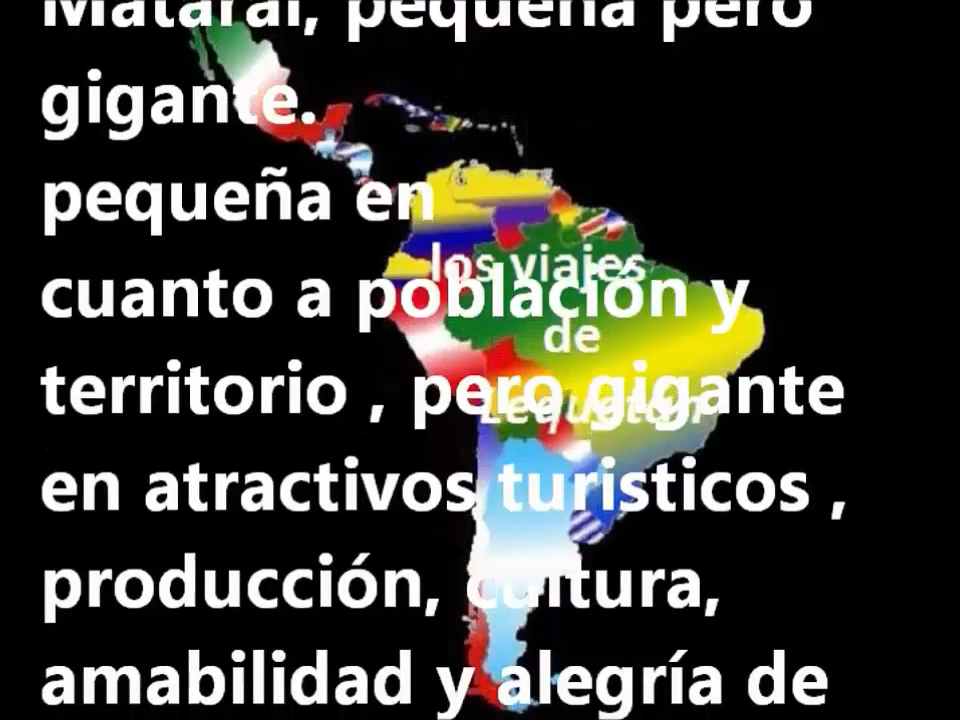 Mataral, pequeña pero
gigante.
pequeña en
cuanto a población y
territorio , pero gigante
en atractivos turisticos ,
producción, cultura,
amabilidad y alegría de
los viajes
de